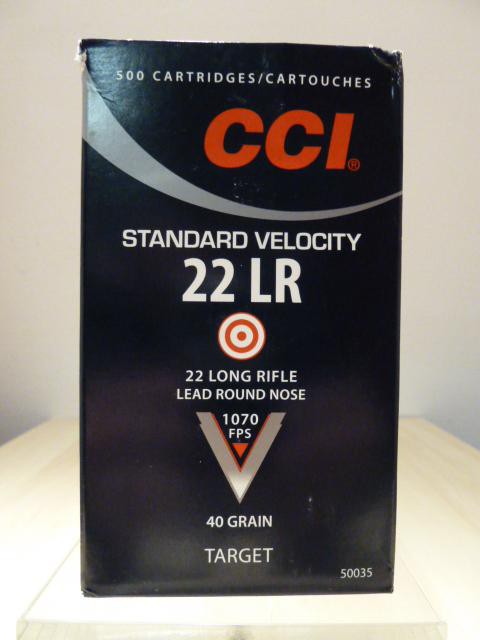 500 CARTRIDGES/CARTOUCHES
CCI®
STANDARD VELOCITY
22 LR
22 LONG RIFLE
LEAD ROUND NOSE
1070
FPS
40 GRAIN
TARGET
50035